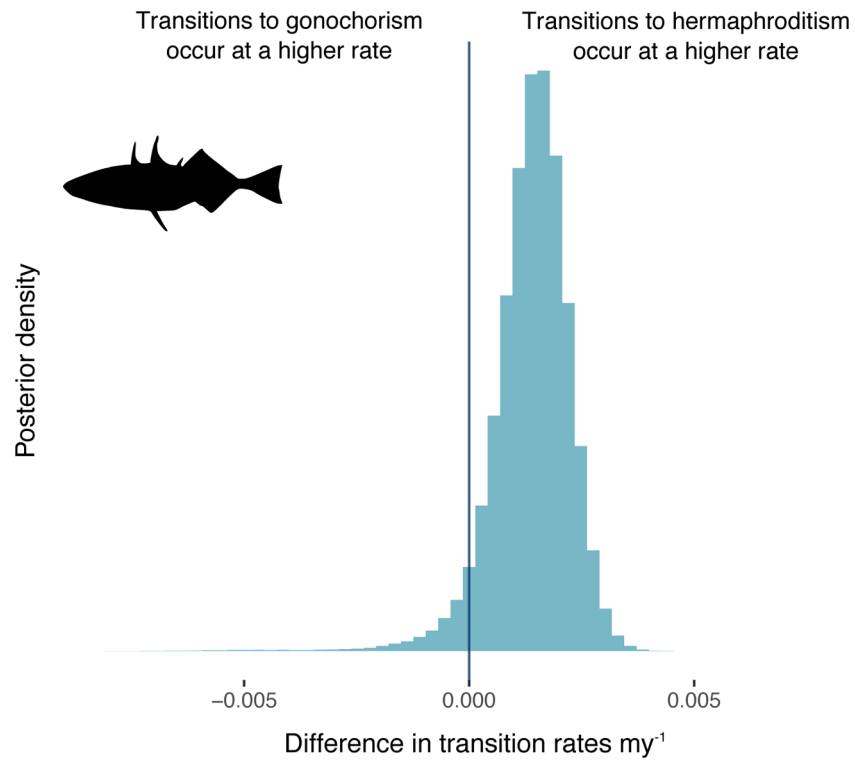 Transitions to gonochorism
occur at a higher rate
Transitions to hermaphroditism
occur at a higher rate
Posterior density
−0.005
0.000
0.005
Difference in transition rates my⁻¹